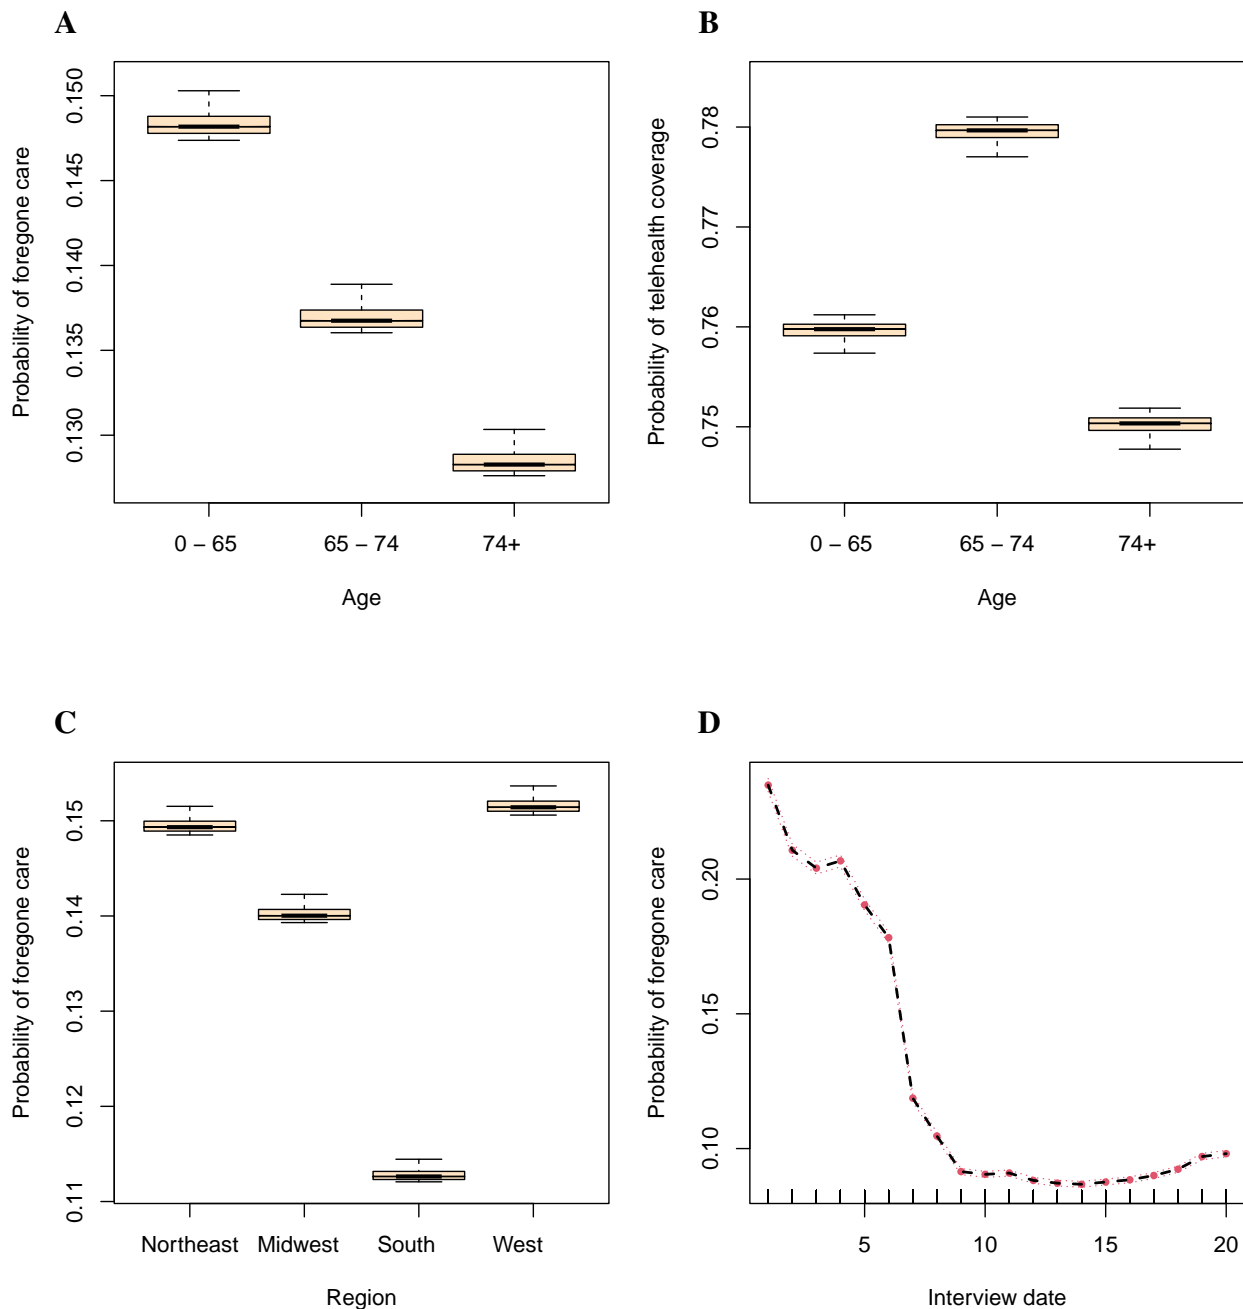 A
Probability of foregone care
0.150
0.145
0.140
0.135
0.130
0 − 65 65 − 74 74+
Age
B
Probability of telehealth coverage
0.78
0.77
0.76
0.75
0 − 65 65 − 74 74+
Age
C
Probability of foregone care
0.15
0.14
0.13
0.12
0.11
Northeast Midwest South West
Region
D
Probability of foregone care
0.20
0.15
0.10
5 10 15 20
Interview date